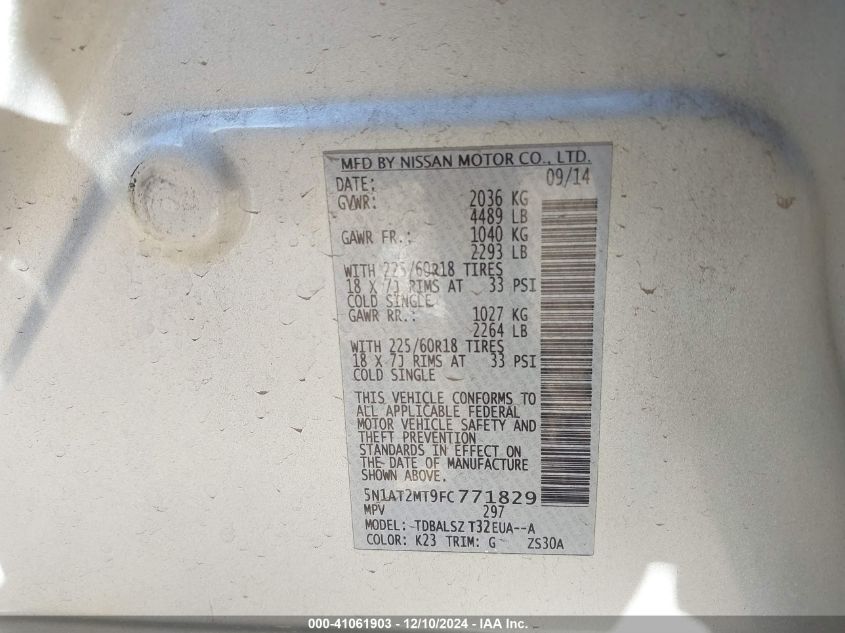 MFD BY NISSAN MOTOR CO., LTD.
DATE: 09/14
GVWR: 2036 KG
4489 LB
GAWR FR.: 1040 KG
2293 LB
WITH 225/60R18 TIRES
18 X 7J RIMS AT 33 PSI
COLD SINGLE
GAWR RR.: 1027 KG
2264 LB
WITH 225/60R18 TIRES
18 X 7J RIMS AT 33 PSI
COLD SINGLE
THIS VEHICLE CONFORMS TO
ALL APPLICABLE FEDERAL
MOTOR VEHICLE SAFETY AND
THEFT PREVENTION
STANDARDS IN EFFECT ON
THE DATE OF MANUFACTURE
SHOWN ABOVE.
5N1AT2MT9FC771829
MPV 297
MODEL: TDBALSZ T32EUA--A
COLOR: K23 TRIM: G ZS30A
000-41061903 - 12/10/2024 - IAA Inc.